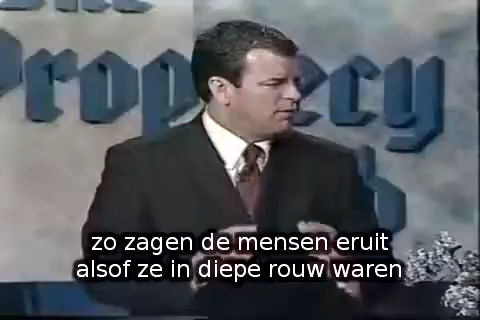 Prophecy
zo zagen de mensen eruit
alsof ze in diepe rouw waren